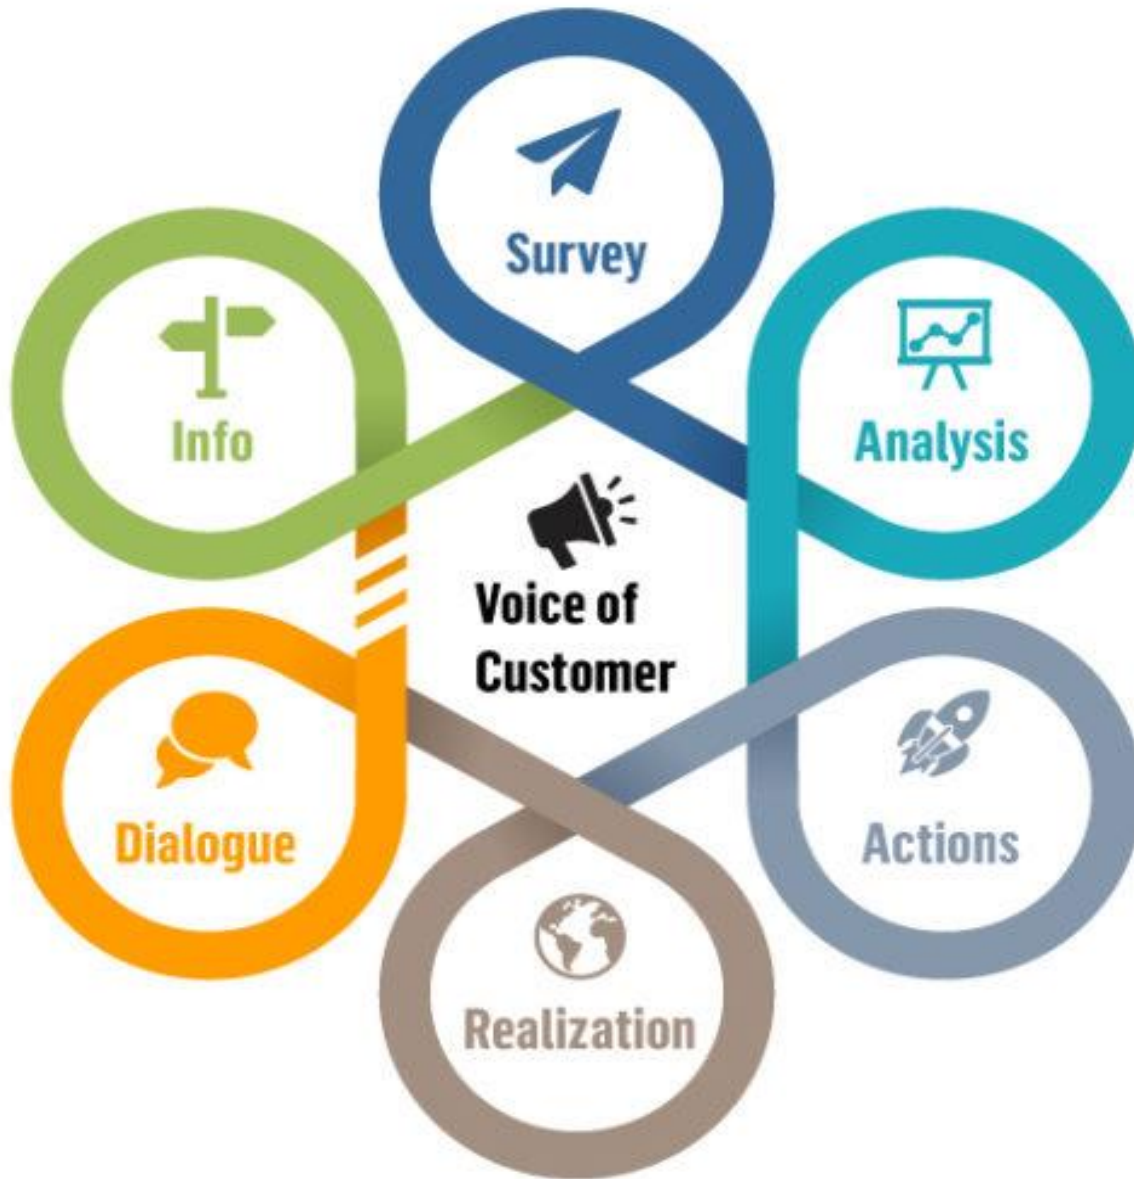 Survey
Info
Analysis
Voice of
Customer
Dialogue
Actions
Realization